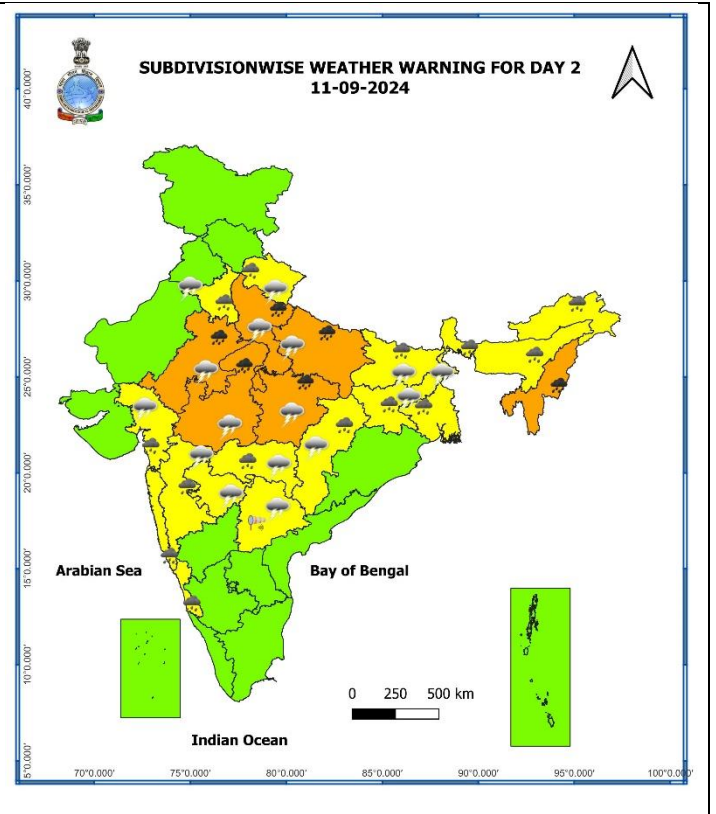 SUBDIVISIONWISE WEATHER WARNING FOR DAY 2
11-09-2024
40°0.000'
35°0.000'
30°0.000'
25°0.000'
20°0.000'
15°0.000'
10°0.000'
5°0.000'
Arabian Sea
Bay of Bengal
0 250 500 km
Indian Ocean
70°0.000' 75°0.000' 80°0.000' 85°0.000' 90°0.000' 95°0.000' 100°0.000'